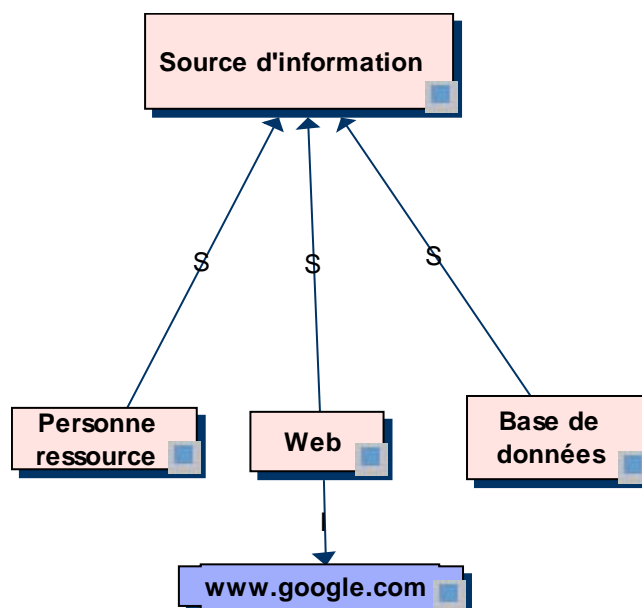 Source d'information
S
S
S
Personne
ressource
Web
Base de
données
I
www.google.com